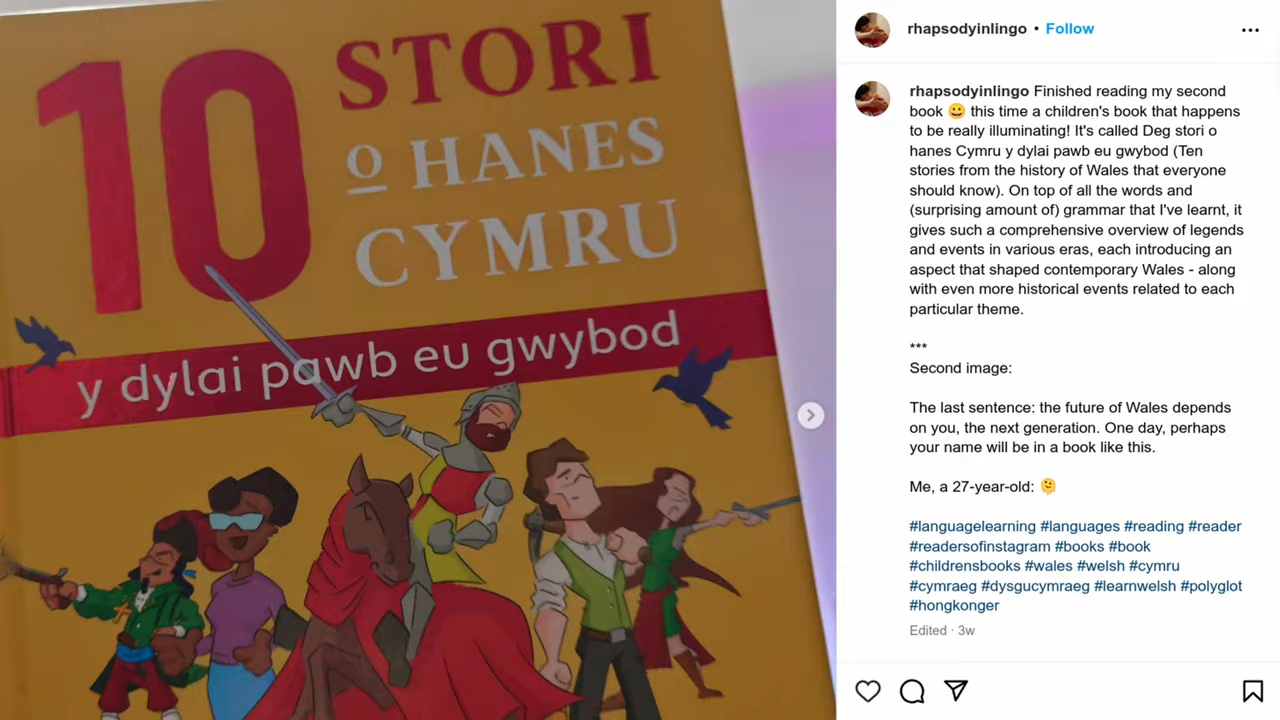 10 STORI
o HANES
CYMRU
y dylai pawb eu gwybod
rhapsodyinlingo • Follow
rhapsodyinlingo Finished reading my second
book 😀 this time a children's book that happens
to be really illuminating! It's called Deg stori o
hanes Cymru y dylai pawb eu gwybod (Ten
stories from the history of Wales that everyone
should know). On top of all the words and
(surprising amount of) grammar that I've learnt, it
gives such a comprehensive overview of legends
and events in various eras, each introducing an
aspect that shaped contemporary Wales - along
with even more historical events related to each
particular theme.
***
Second image:
The last sentence: the future of Wales depends
on you, the next generation. One day, perhaps
your name will be in a book like this.
Me, a 27-year-old: 🫠
#languagelearning #languages #reading #reader
#readersofinstagram #books #book
#childrensbooks #wales #welsh #cymru
#cymraeg #dysgucymraeg #learnwelsh #polyglot
#hongkonger
Edited · 3w